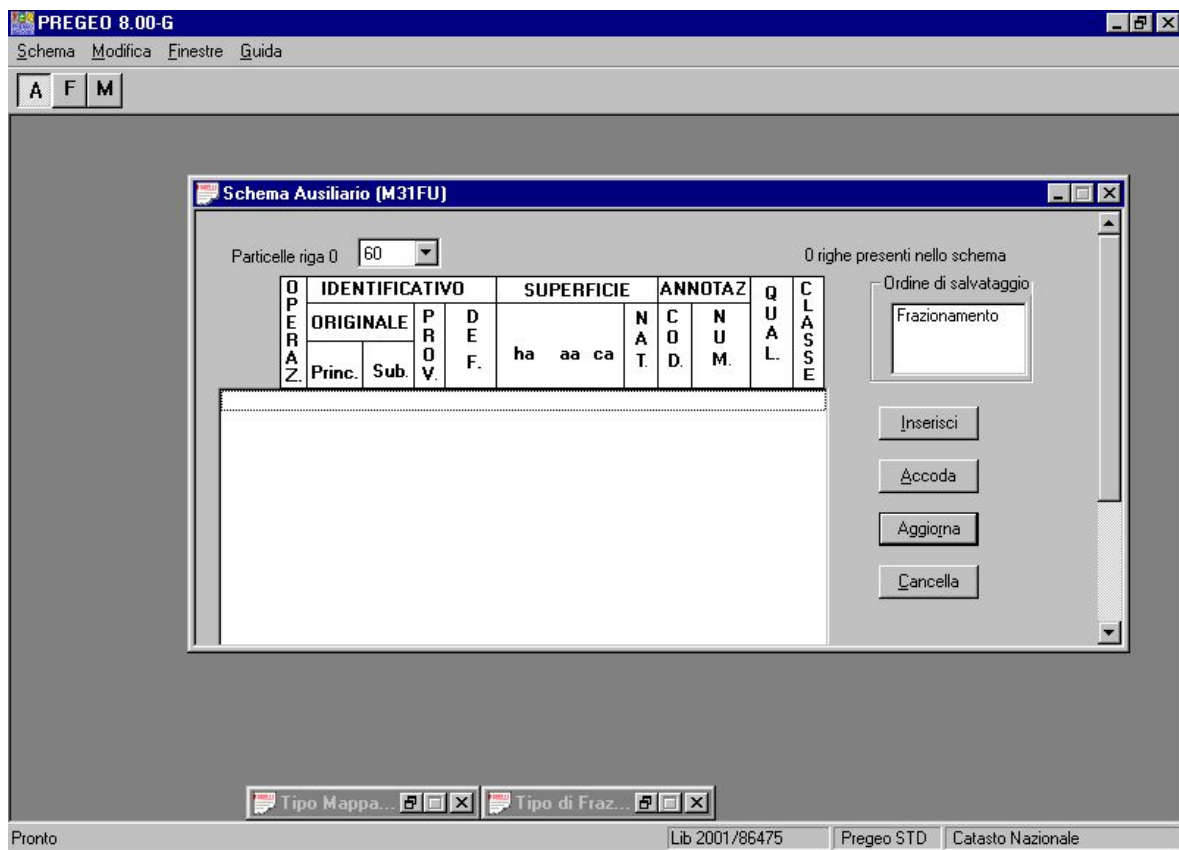 PREGEO 8.00-G
Schema Modifica Finestre Guida
A F M
Schema Ausiliario (M31FU)
Particelle riga 0 60
0 righe presenti nello schema
OPERAZ. IDENTIFICATIVO SUPERFICIE ANNOTAZ QUAL. CLASSE
ORIGINALE PROV. DEF. NAT. COD. NUM.
Princ. Sub. ha aa ca
Ordine di salvataggio
Frazionamento
Inserisci
Accoda
Aggiorna
Cancella
Tipo Mappa... Tipo di Fraz...
Pronto Lib 2001/86475 Pregeo STD Catasto Nazionale